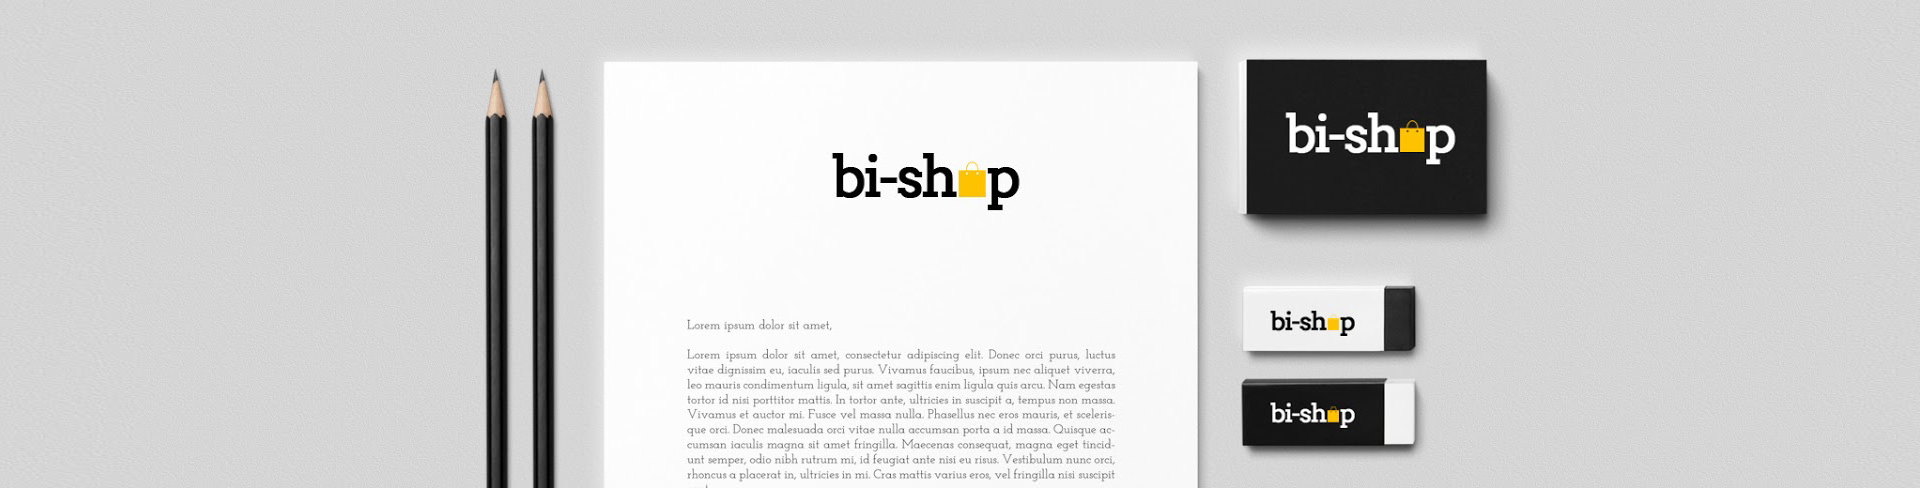 bi-shop
Lorem ipsum dolor sit amet,
Lorem ipsum dolor sit amet, consectetur adipiscing elit. Donec orci purus, luctus
vitae dignissim eu, iaculis sed purus. Vivamus faucibus, ipsum nec aliquet viverra,
leo mauris condimentum ligula, sit amet sagittis enim ligula quis arcu. Nam egestas
tortor id nisi porttitor mattis. In tortor ante, ultricies in suscipit a, tempus non massa.
Vivamus et auctor mi. Fusce vel massa nulla. Phasellus nec eros mauris, et sceleris-
que orci. Donec malesuada orci vitae nulla accumsan porta a id massa. Quisque ac-
cumsan iaculis magna sit amet fringilla. Maecenas consequat, magna eget tincid-
unt semper, odio nibh rutrum mi, id feugiat ante nisi eu risus. Vestibulum nunc orci,
rhoncus a placerat in, ultricies in mi. Cras mattis varius eros, vel fringilla nisi suscipit
bi-shop
bi-shop
bi-shop